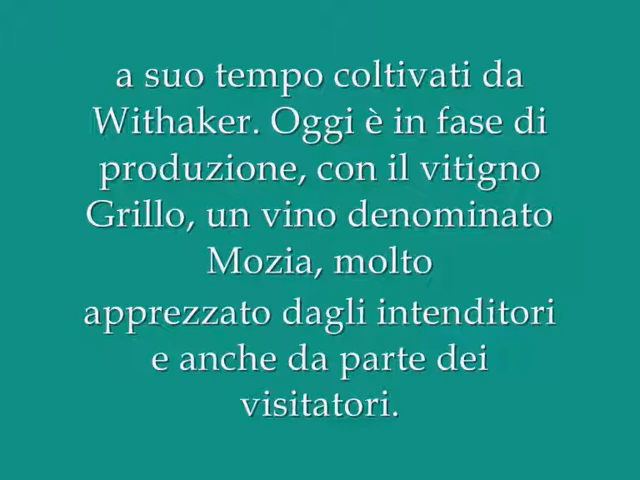 a suo tempo coltivati da
Withaker. Oggi è in fase di
produzione, con il vitigno
Grillo, un vino denominato
Mozia, molto
apprezzato dagli intenditori
e anche da parte dei
visitatori.